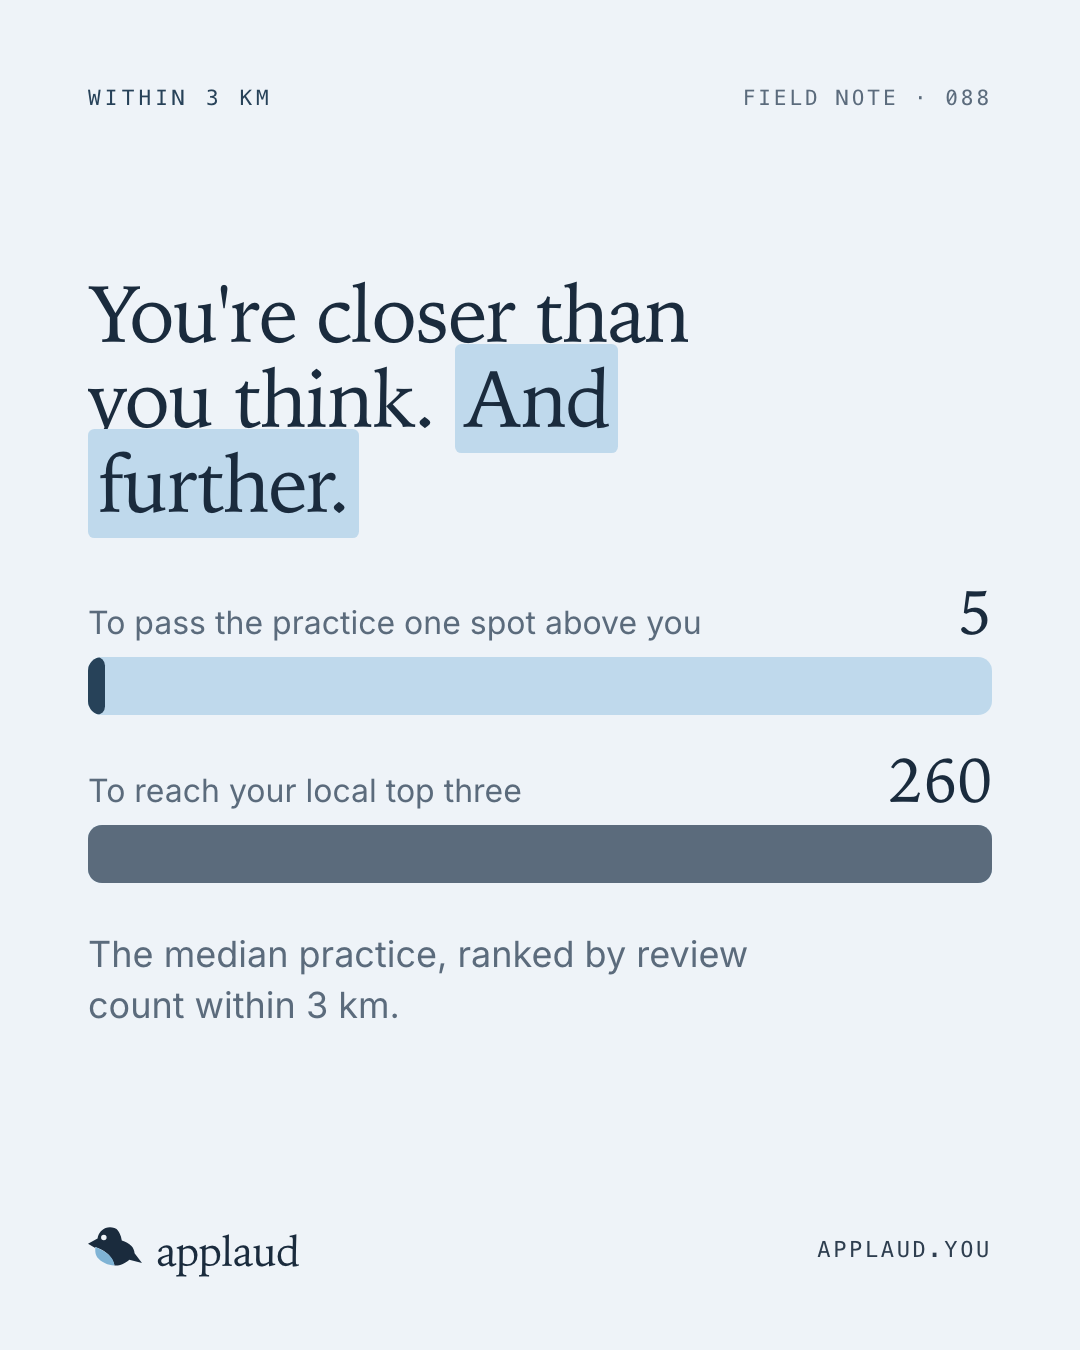 WITHIN 3 KM
FIELD NOTE · 088
You're closer than
you think. And
further.
To pass the practice one spot above you
5
To reach your local top three
260
The median practice, ranked by review
count within 3 km.
applaud
APPLAUD.YOU